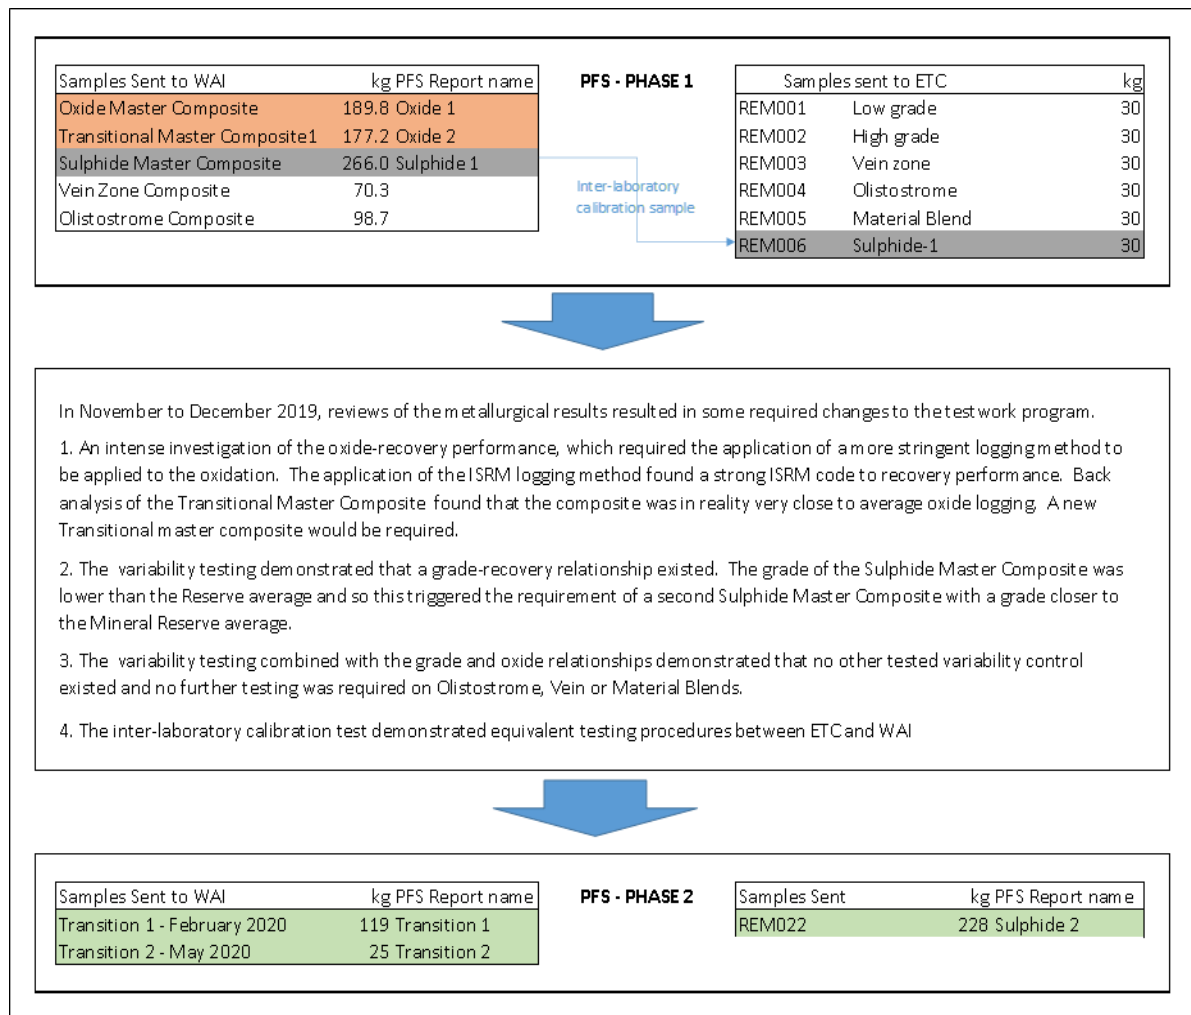 PFS - PHASE 1
Samples Sent to WAI kg PFS Report name
Oxide Master Composite 189.8 Oxide 1
Transitional Master Composite1 177.2 Oxide 2
Sulphide Master Composite 266.0 Sulphide 1
Vein Zone Composite 70.3
Olistostrome Composite 98.7
Inter-laboratory
calibration sample
Samples sent to ETC kg
REM001 Low grade 30
REM002 High grade 30
REM003 Vein zone 30
REM004 Olistostrome 30
REM005 Material Blend 30
REM006 Sulphide-1 30
In November to December 2019, reviews of the metallurgical results resulted in some required changes to the testwork program.
1. An intense investigation of the oxide-recovery performance, which required the application of a more stringent logging method to
be applied to the oxidation. The application of the ISRM logging method found a strong ISRM code to recovery performance. Back
analysis of the Transitional Master Composite found that the composite was in reality very close to average oxide logging. A new
Transitional master composite would be required.
2. The variability testing demonstrated that a grade-recovery relationship existed. The grade of the Sulphide Master Composite was
lower than the Reserve average and so this triggered the requirement of a second Sulphide Master Composite with a grade closer to
the Mineral Reserve average.
3. The variability testing combined with the grade and oxide relationships demonstrated that no other tested variability control
existed and no further testing was required on Olistostrome, Vein or Material Blends.
4. The inter-laboratory calibration test demonstrated equivalent testing procedures between ETC and WAI
PFS - PHASE 2
Samples Sent to WAI kg PFS Report name
Transition 1 - February 2020 119 Transition 1
Transition 2 - May 2020 25 Transition 2
Samples Sent kg PFS Report name
REM022 228 Sulphide 2